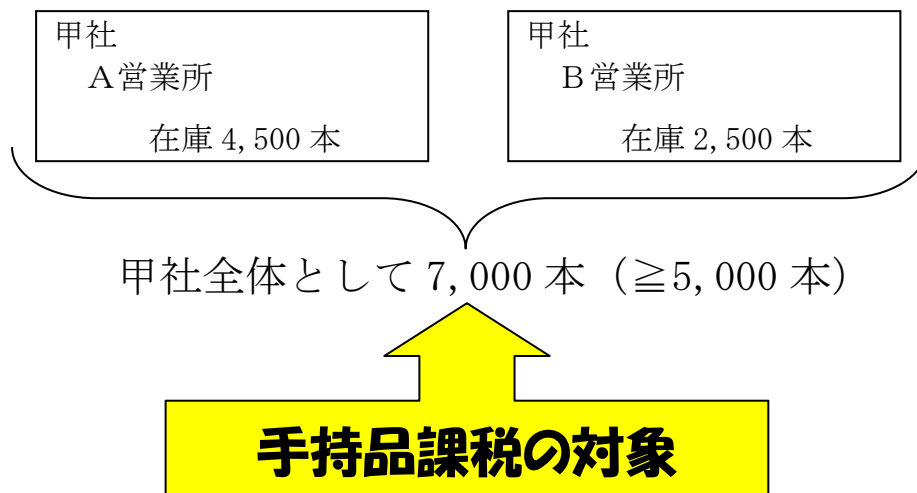 甲社
A営業所
在庫 4,500 本
甲社
B営業所
在庫 2,500 本
甲社全体として 7,000 本（≧5,000 本）
手持品課税の対象